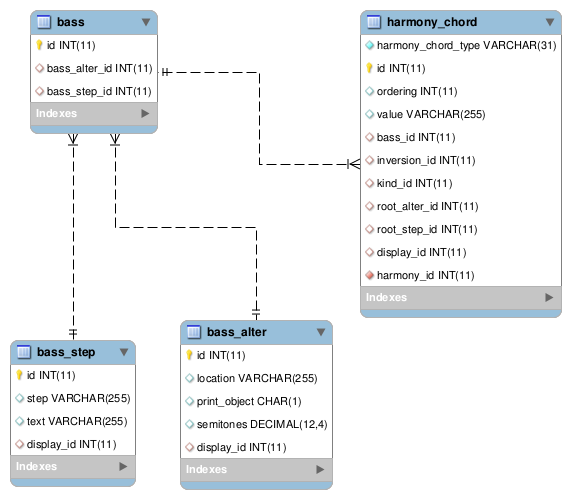 bass
id INT(11)
bass_alter_id INT(11)
bass_step_id INT(11)
Indexes
harmony_chord
harmony_chord_type VARCHAR(31)
id INT(11)
ordering INT(11)
value VARCHAR(255)
bass_id INT(11)
inversion_id INT(11)
kind_id INT(11)
root_alter_id INT(11)
root_step_id INT(11)
display_id INT(11)
harmony_id INT(11)
Indexes
bass_step
id INT(11)
step VARCHAR(255)
text VARCHAR(255)
display_id INT(11)
Indexes
bass_alter
id INT(11)
location VARCHAR(255)
print_object CHAR(1)
semitones DECIMAL(12,4)
display_id INT(11)
Indexes